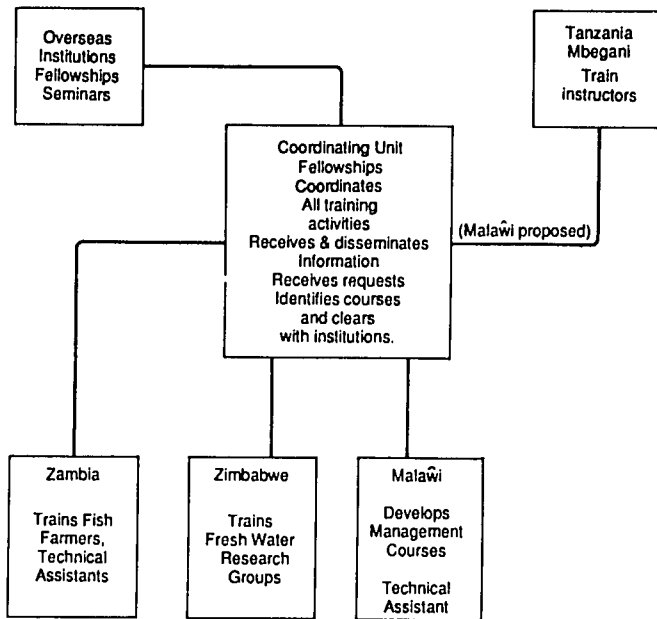 Overseas
Institutions
Fellowships
Seminars
Tanzania
Mbegani
Train
instructors
Coordinating Unit
Fellowships
Coordinates
All training
activities
Receives & disseminates
Information
Receives requests
Identifies courses
and clears
with institutions.
(Malaŵi proposed)
Zambia
Trains Fish
Farmers,
Technical
Assistants
Zimbabwe
Trains
Fresh Water
Research
Groups
Malaŵi
Develops
Management
Courses
Technical
Assistant